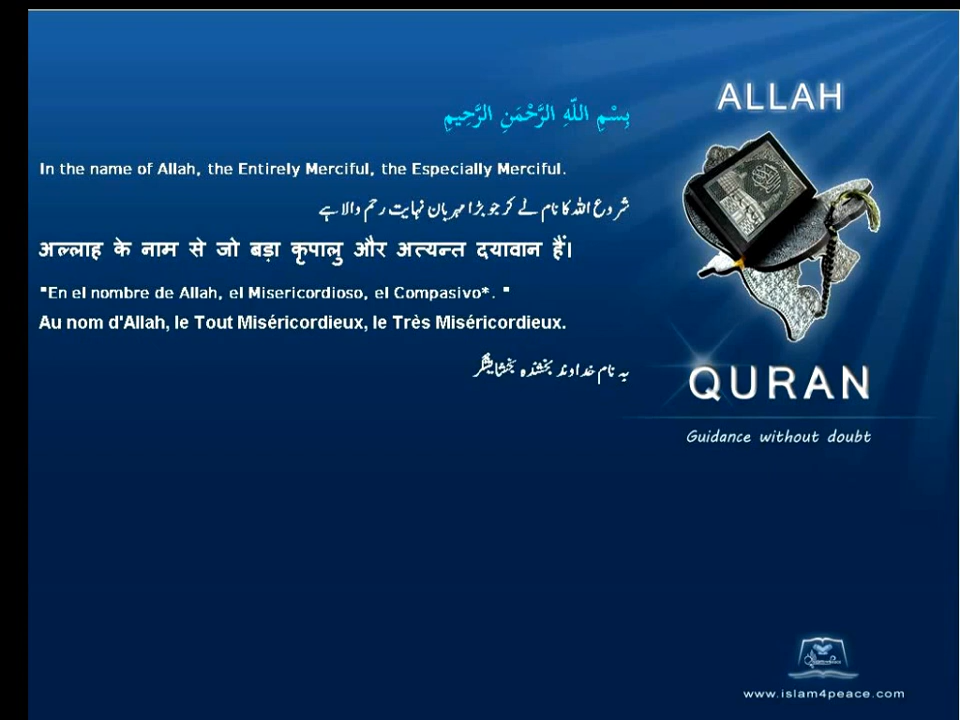 بِسْمِ اللّهِ الرَّحْمَنِ الرَّحِيمِ
In the name of Allah, the Entirely Merciful, the Especially Merciful.
شروع الله کا نام لے کر جو بڑا مہربان نہایت رحم والا ہے
अल्लाह के नाम से जो बड़ा कृपालु और अत्यन्त दयावान हैं।
"En el nombre de Allah, el Misericordioso, el Compasivo*. "
Au nom d'Allah, le Tout Miséricordieux, le Très Miséricordieux.
به نام خداوند بخشنده بخشایشگر
ALLAH
QURAN
Guidance without doubt
www.islam4peace.com